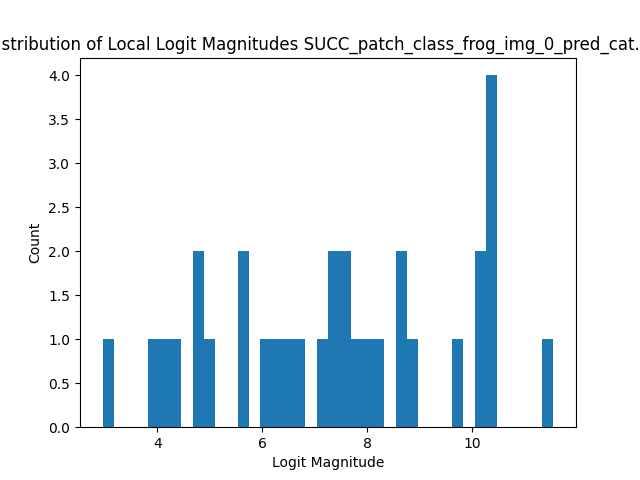 stribution of Local Logit Magnitudes SUCC_patch_class_frog_img_0_pred_cat.
4.0
3.5
3.0
2.5
2.0
1.5
1.0
0.5
0.0
Count
4 6 8 10
Logit Magnitude